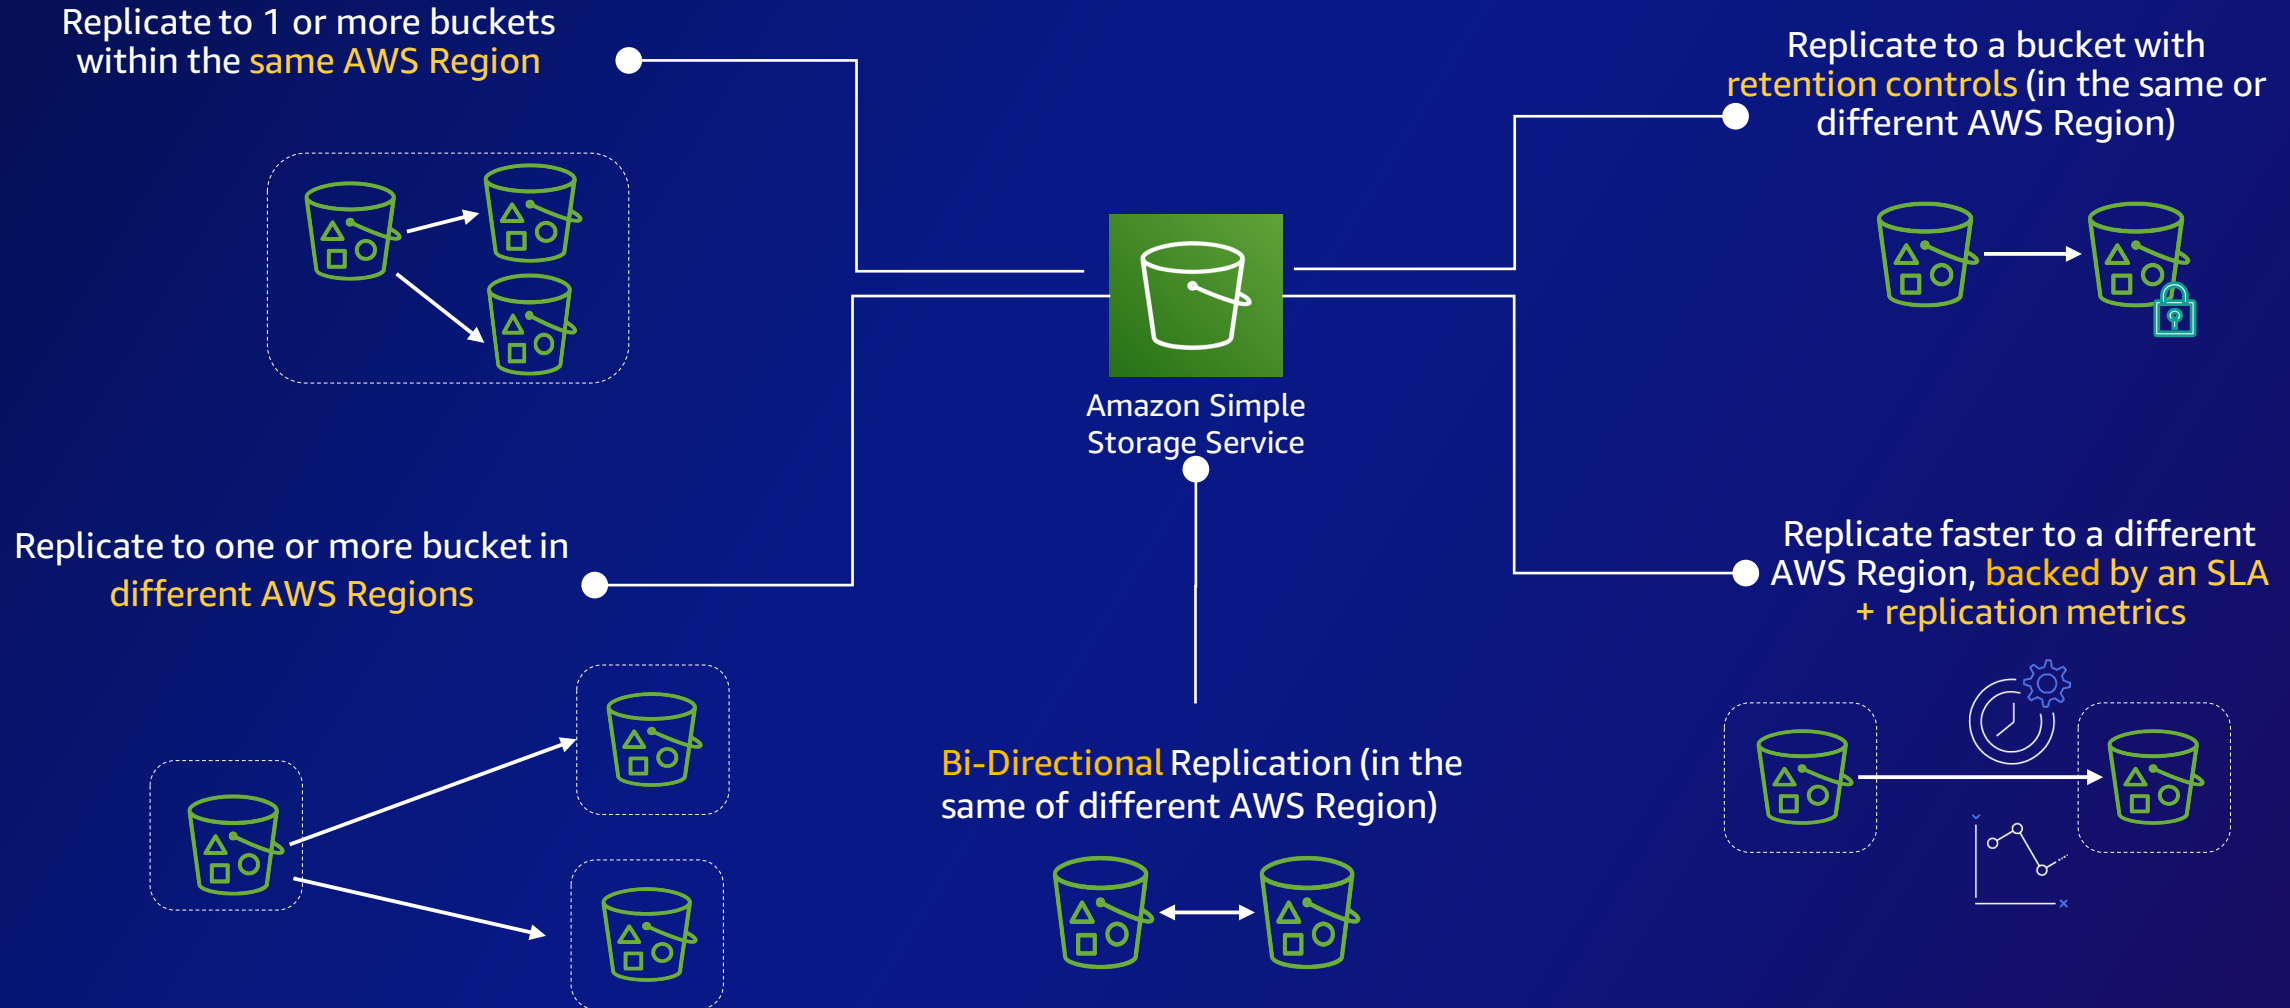 Replicate to 1 or more buckets
within the same AWS Region
Replicate to a bucket with
retention controls (in the same or
different AWS Region)
Amazon Simple
Storage Service
Replicate to one or more bucket in
different AWS Regions
Replicate faster to a different
AWS Region, backed by an SLA
+ replication metrics
Bi-Directional Replication (in the
same of different AWS Region)